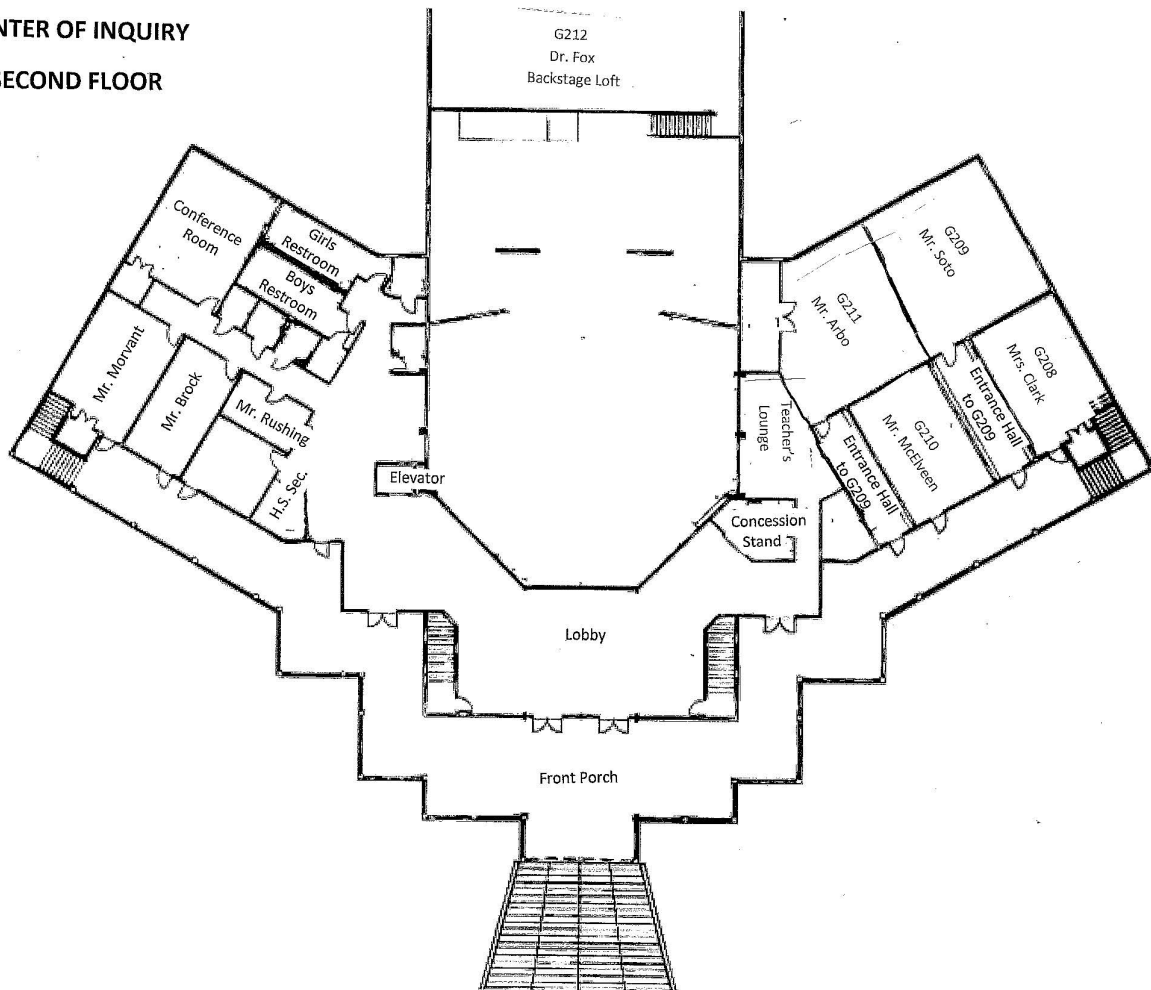 NTER OF INQUIRY
SECOND FLOOR
G212
Dr. Fox
Backstage Loft
Conference
Room
Girls
Restroom
Boys
Restroom
Mr. Morvant
Mr. Brock
Mr. Rushing
H.S. Sec.
Elevator
G209
Mr. Soto
G211
Mr. Arbo
G208
Mrs. Clark
Entrance Hall
to G209
G210
Mr. McElveen
Entrance Hall
to G209
Teacher's
Lounge
Concession
Stand
Lobby
Front Porch